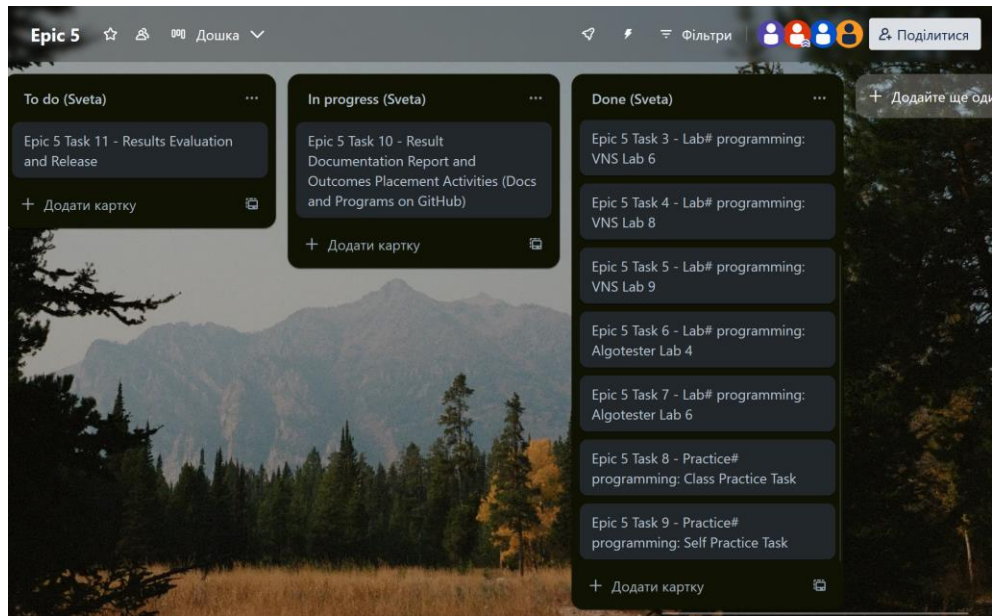 Epic 5
Дошка
Фільтри
Поділитися
To do (Sveta)
Epic 5 Task 11 - Results Evaluation
and Release
+ Додати картку
In progress (Sveta)
Epic 5 Task 10 - Result
Documentation Report and
Outcomes Placement Activities (Docs
and Programs on GitHub)
+ Додати картку
Done (Sveta)
Epic 5 Task 3 - Lab# programming:
VNS Lab 6
Epic 5 Task 4 - Lab# programming:
VNS Lab 8
Epic 5 Task 5 - Lab# programming:
VNS Lab 9
Epic 5 Task 6 - Lab# programming:
Algotester Lab 4
Epic 5 Task 7 - Lab# programming:
Algotester Lab 6
Epic 5 Task 8 - Practice#
programming: Class Practice Task
Epic 5 Task 9 - Practice#
programming: Self Practice Task
+ Додати картку
+ Додайте ще оди